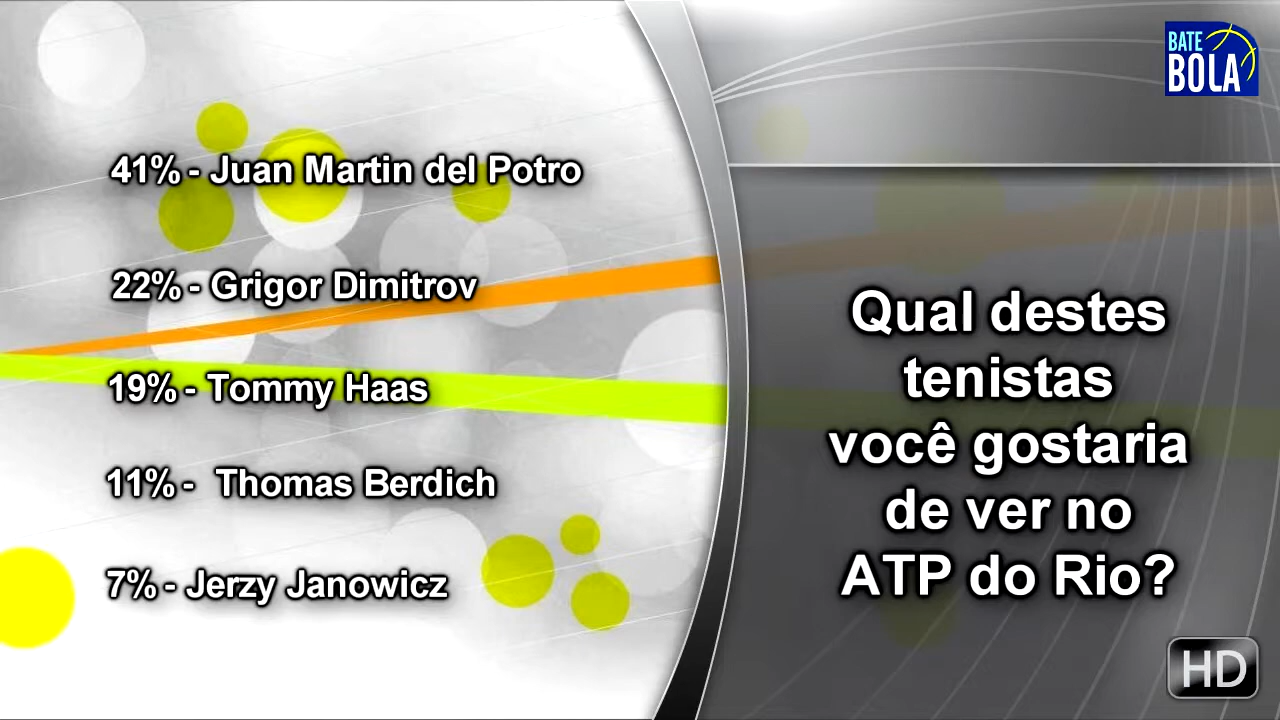 BATE
BOLA
41% - Juan Martin del Potro
22% - Grigor Dimitrov
19% - Tommy Haas
11% - Thomas Berdich
7% - Jerzy Janowicz
Qual destes
tenistas
você gostaria
de ver no
ATP do Rio?
HD